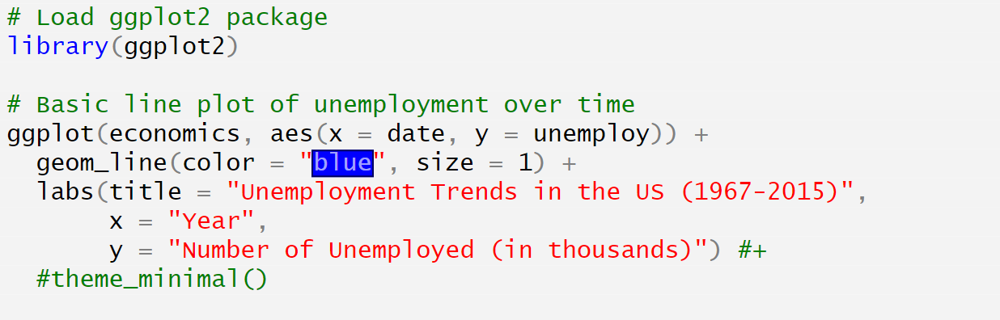 # Load ggplot2 package
library(ggplot2)

# Basic line plot of unemployment over time
ggplot(economics, aes(x = date, y = unemploy)) +
  geom_line(color = "blue", size = 1) +
  labs(title = "Unemployment Trends in the US (1967-2015)",
       x = "Year",
       y = "Number of Unemployed (in thousands)") #+
  #theme_minimal()